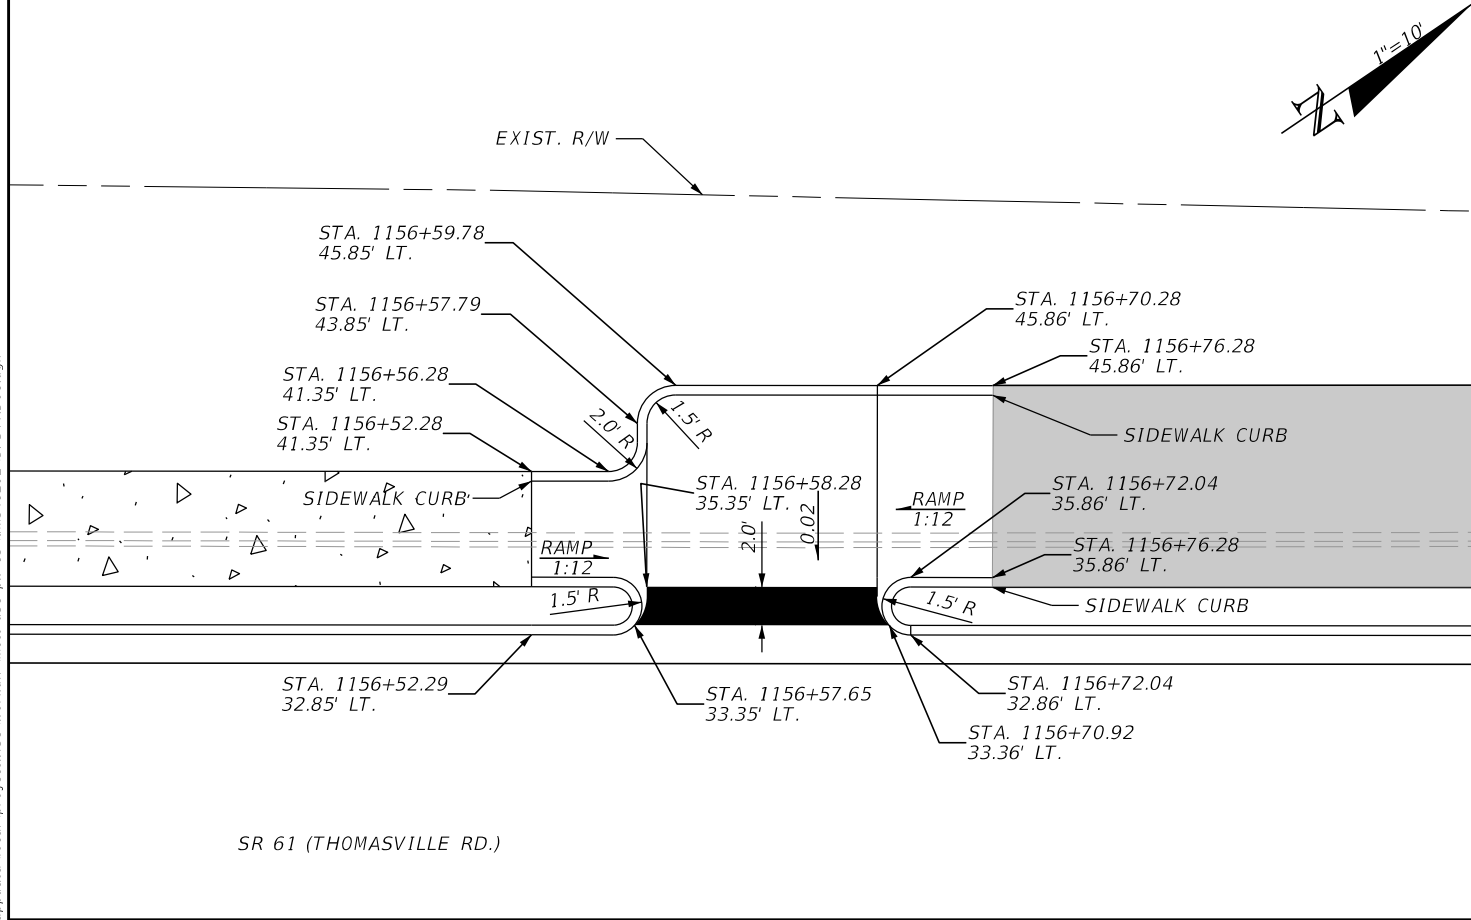 1"=10'
N
EXIST. R/W
STA. 1156+59.78
45.85' LT.
STA. 1156+57.79
43.85' LT.
STA. 1156+70.28
45.86' LT.
STA. 1156+76.28
45.86' LT.
STA. 1156+56.28
41.35' LT.
STA. 1156+52.28
41.35' LT.
2.0' R
1.5' R
SIDEWALK CURB
SIDEWALK CURB
STA. 1156+58.28
35.35' LT.
2.0'
0.02
RAMP
1:12
STA. 1156+72.04
35.86' LT.
RAMP
1:12
STA. 1156+76.28
35.86' LT.
1.5' R
1.5' R
SIDEWALK CURB
STA. 1156+52.29
32.85' LT.
STA. 1156+57.65
33.35' LT.
STA. 1156+72.04
32.86' LT.
STA. 1156+70.92
33.36' LT.
SR 61 (THOMASVILLE RD.)